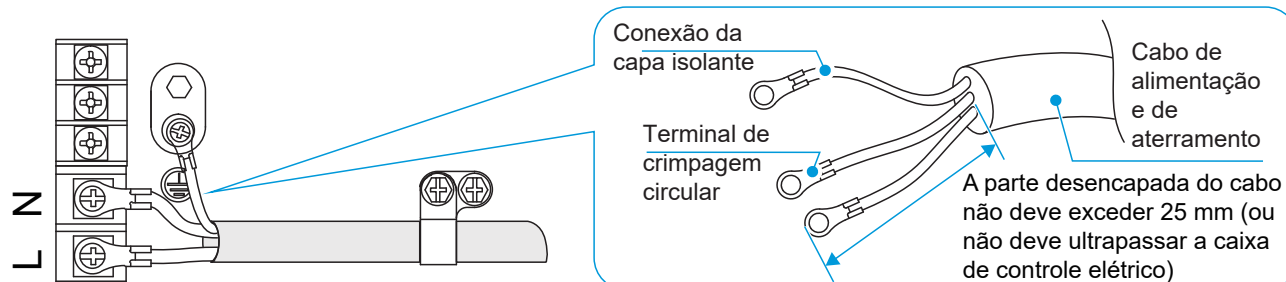 Conexão da
capa isolante
Terminal de
crimpagem
circular
Cabo de
alimentação
e de
aterramento
A parte desencapada do cabo
não deve exceder 25 mm (ou
não deve ultrapassar a caixa
de controle elétrico)
N
L